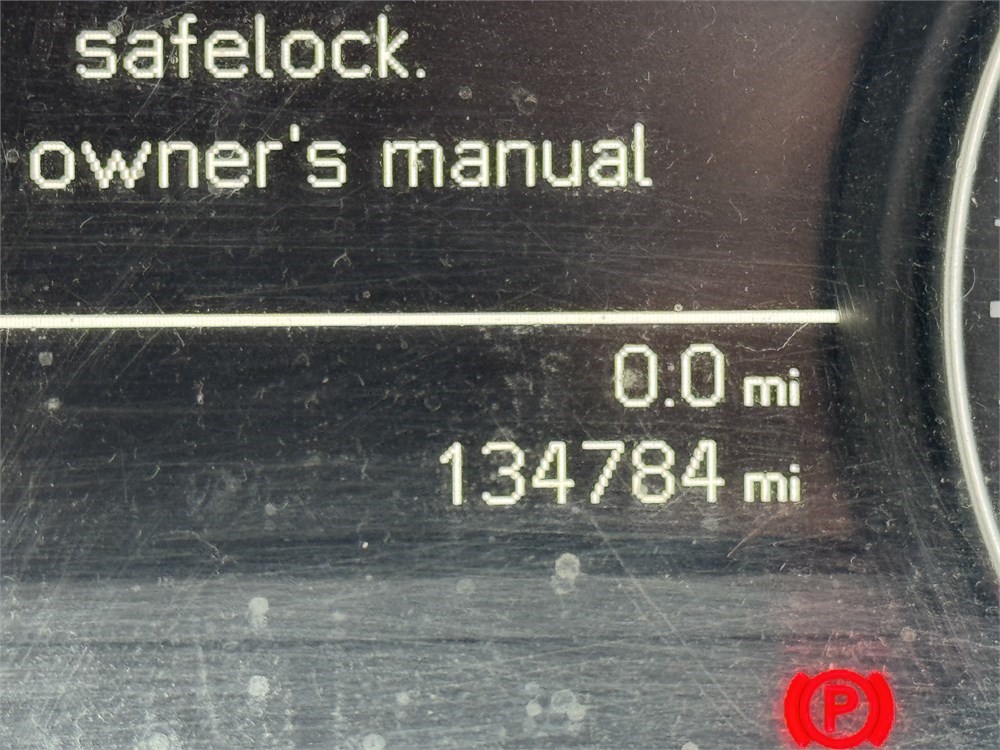 safelock.
owner's manual
0.0 mi
134784 mi
P